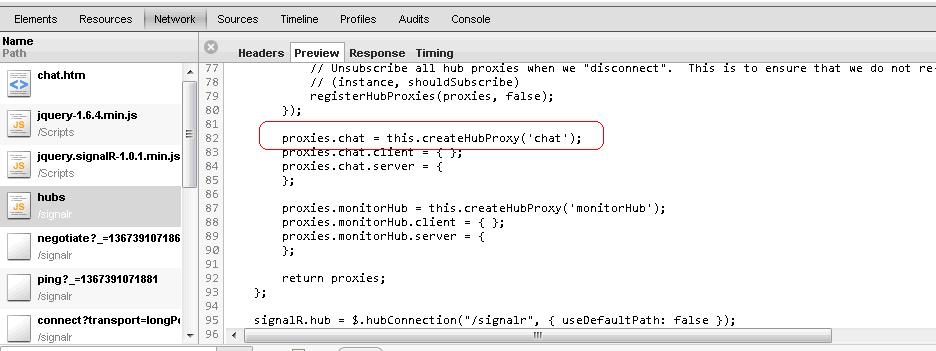 Elements Resources Network Sources Timeline Profiles Audits Console
Name
Path
Headers Preview Response Timing
chat.htm
jquery-1.6.4.min.js
/Scripts
jquery.signalR-1.0.1.min.js
/Scripts
hubs
/signalr
negotiate?_=136739107186
/signalr
ping?_=1367391071881
/signalr
connect?transport=longPo
/signalr
77 // Unsubscribe all hub proxies when we "disconnect". This is to ensure that we do not re-
78 // (instance, shouldSubscribe)
79 registerHubProxies(proxies, false);
80 });
81
82 proxies.chat = this.createHubProxy('chat');
83 proxies.chat.client = { };
84 proxies.chat.server = {
85 };
86
87 proxies.monitorHub = this.createHubProxy('monitorHub');
88 proxies.monitorHub.client = { };
89 proxies.monitorHub.server = {
90 };
91
92 return proxies;
93 };
94
95 signalR.hub = $.hubConnection("/signalr", { useDefaultPath: false });
96